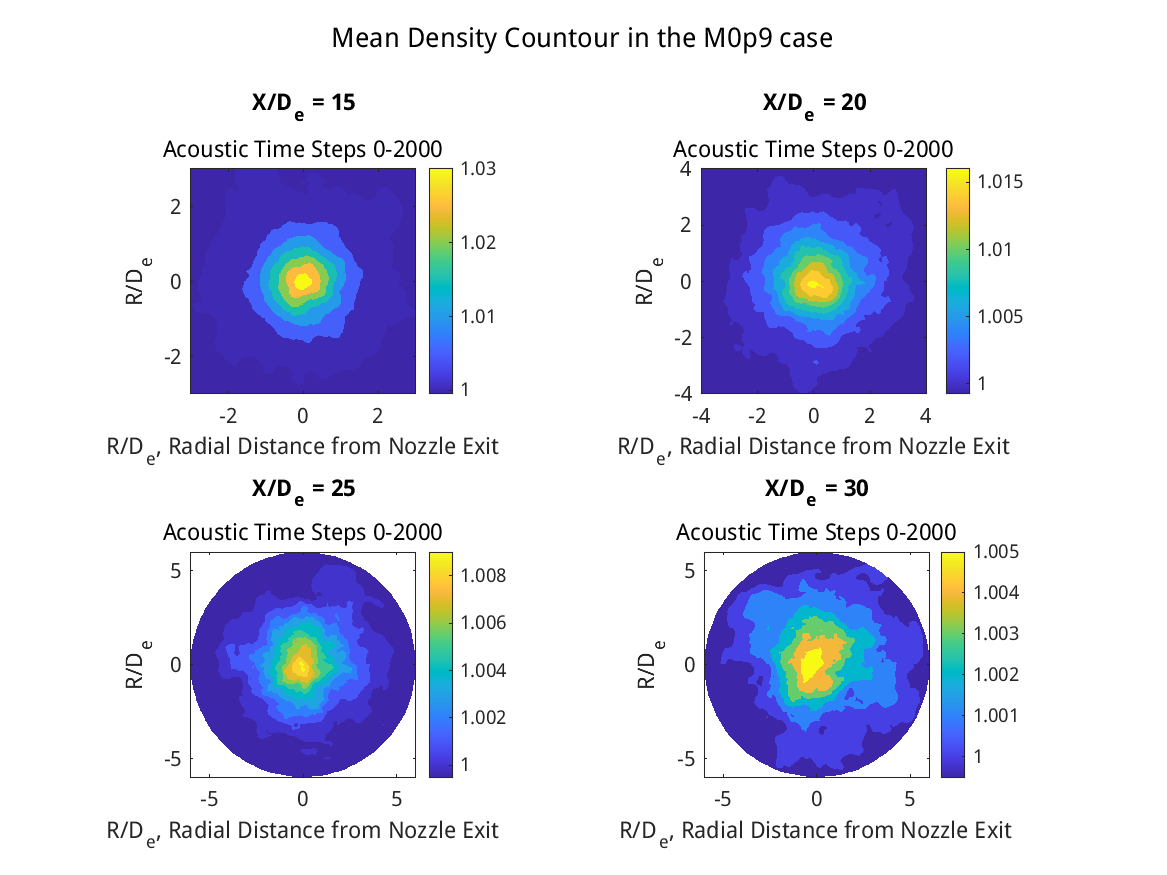 Mean Density Countour in the M0p9 case
X/De = 15
Acoustic Time Steps 0-2000
R/De
2
0
-2
-2 0 2
R/De, Radial Distance from Nozzle Exit
1.03
1.02
1.01
1
X/De = 20
Acoustic Time Steps 0-2000
R/De
4
2
0
-2
-4
-4 -2 0 2 4
R/De, Radial Distance from Nozzle Exit
1.015
1.010
1.005
1
X/De = 25
Acoustic Time Steps 0-2000
R/De
5
0
-5
-5 0 5
R/De, Radial Distance from Nozzle Exit
1.008
1.006
1.004
1.002
1
X/De = 30
Acoustic Time Steps 0-2000
R/De
5
0
-5
-5 0 5
R/De, Radial Distance from Nozzle Exit
1.005
1.004
1.003
1.002
1.001
1